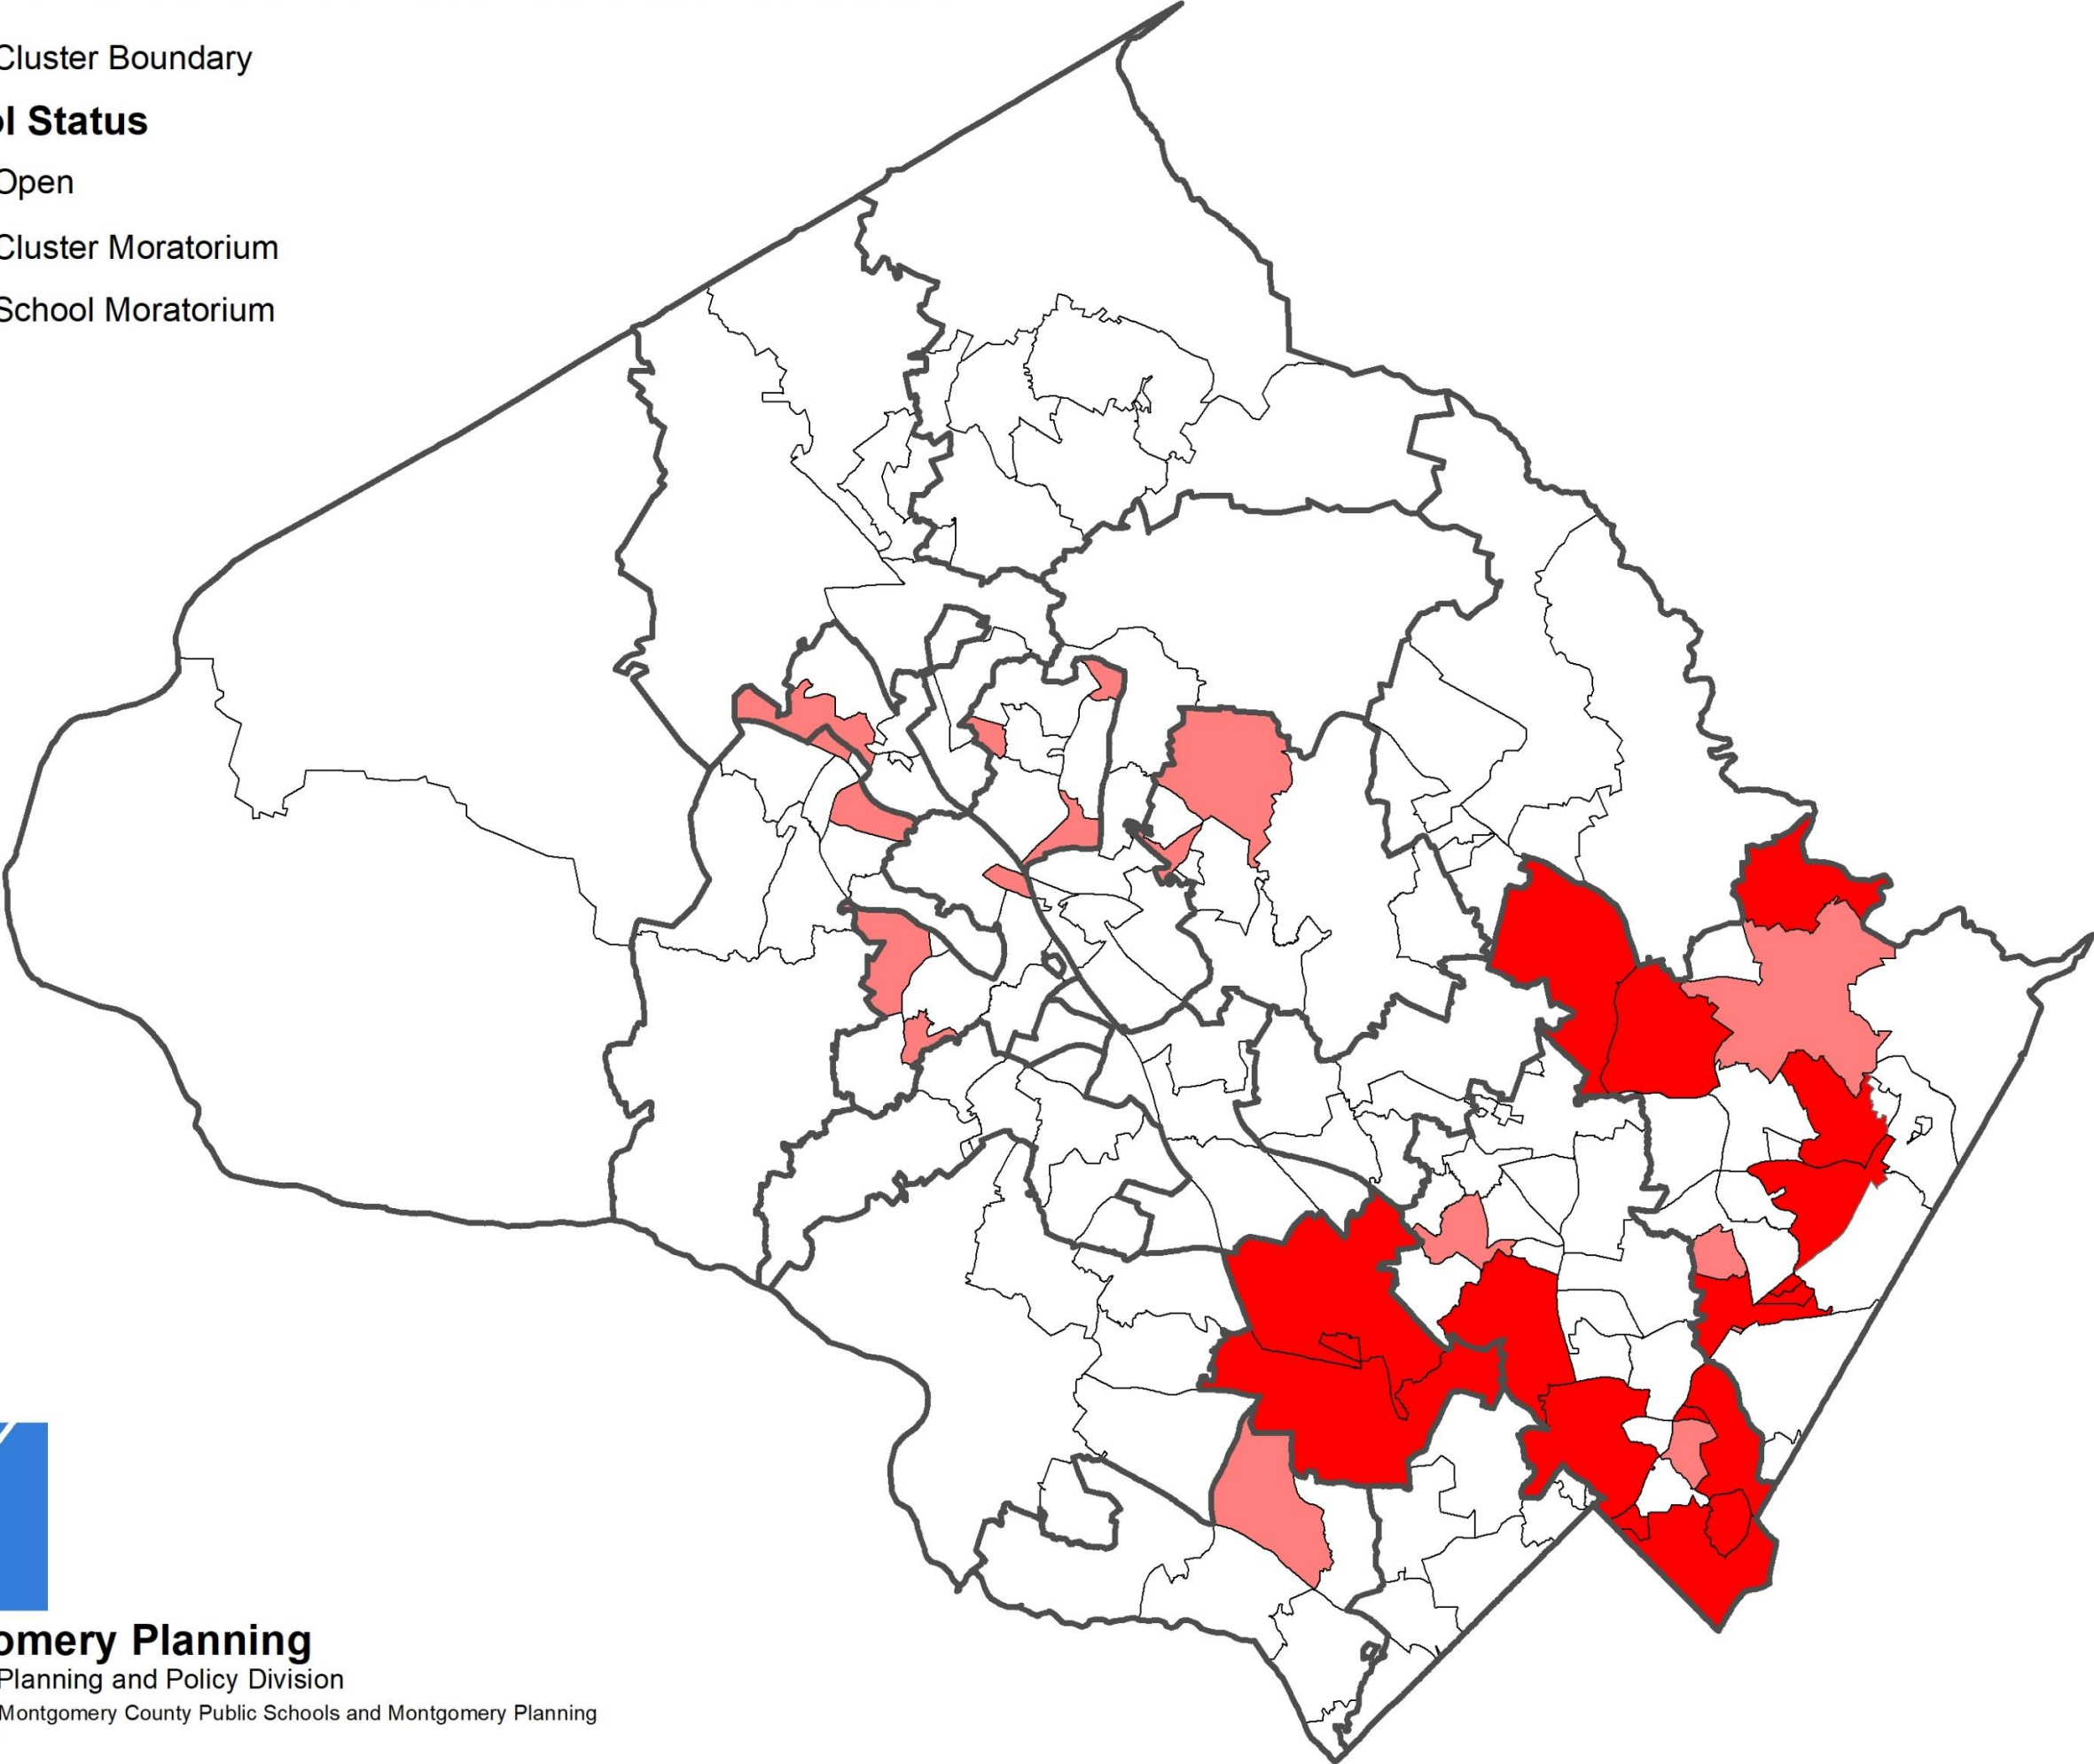 Cluster Boundary
ol Status
Open
Cluster Moratorium
School Moratorium
omery Planning
Planning and Policy Division
Montgomery County Public Schools and Montgomery Planning